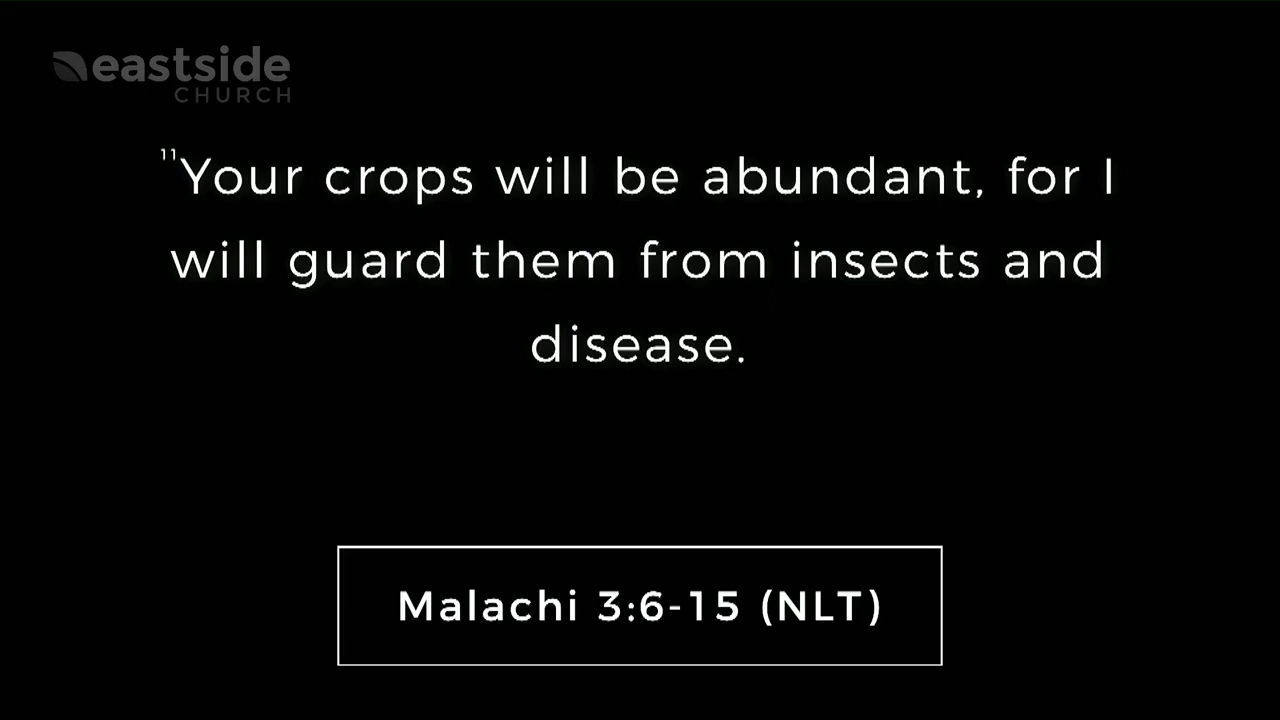 eastside
CHURCH
11Your crops will be abundant, for I
will guard them from insects and
disease.
Malachi 3:6-15 (NLT)